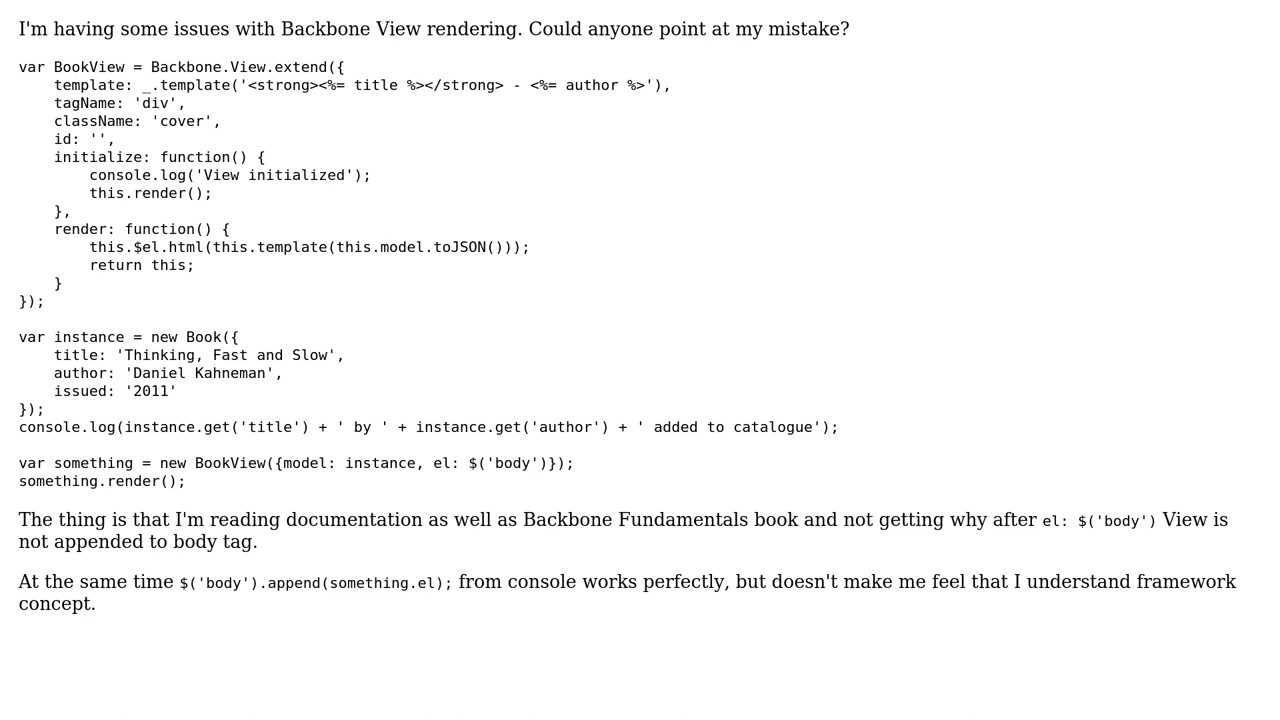 I'm having some issues with Backbone View rendering. Could anyone point at my mistake?
var BookView = Backbone.View.extend({
    template: _.template('<strong><%= title %></strong> - <%= author %>'),
    tagName: 'div',
    className: 'cover',
    id: '',
    initialize: function() {
        console.log('View initialized');
        this.render();
    },
    render: function() {
        this.$el.html(this.template(this.model.toJSON()));
        return this;
    }
});
var instance = new Book({
    title: 'Thinking, Fast and Slow',
    author: 'Daniel Kahneman',
    issued: '2011'
});
console.log(instance.get('title') + ' by ' + instance.get('author') + ' added to catalogue');
var something = new BookView({model: instance, el: $('body')});
something.render();
The thing is that I'm reading documentation as well as Backbone Fundamentals book and not getting why after el: $('body') View is
not appended to body tag.
At the same time $('body').append(something.el); from console works perfectly, but doesn't make me feel that I understand framework
concept.